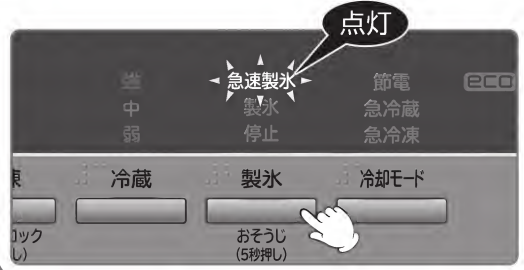 点灯
強 急速製氷 節電 eco
中 製氷 急冷蔵
弱 停止 急冷凍
凍 冷蔵 製氷 冷却モード
ロック おそうじ
し) (5秒押し)